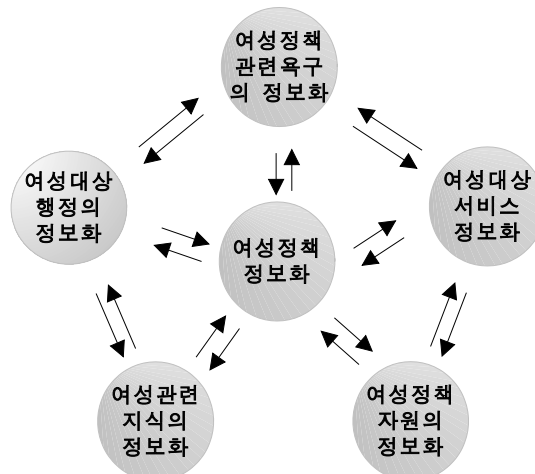 여성정책
관련욕구
의 정보화
여성대상
행정의
정보화
여성대상
서비스
정보화
여성정책
정보화
여성관련
지식의
정보화
여성정책
자원의
정보화